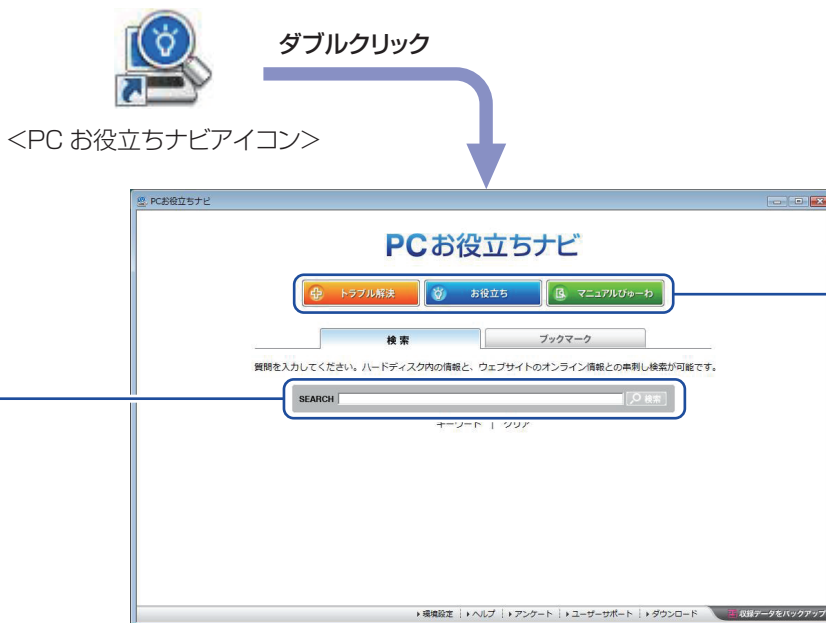 ダブルクリック
＜PC お役立ちナビアイコン＞
PCお役立ちナビ
PCお役立ちナビ
トラブル解決 お役立ち マニュアルびゅーわ
検索 ブックマーク
質問を入力してください。ハードディスク内の情報と、ウェブサイトのオンライン情報との串刺し検索が可能です。
SEARCH 検索
キーワード | クリア
環境設定 ヘルプ アンケート ユーザーサポート ダウンロード 収録データをバックアップ